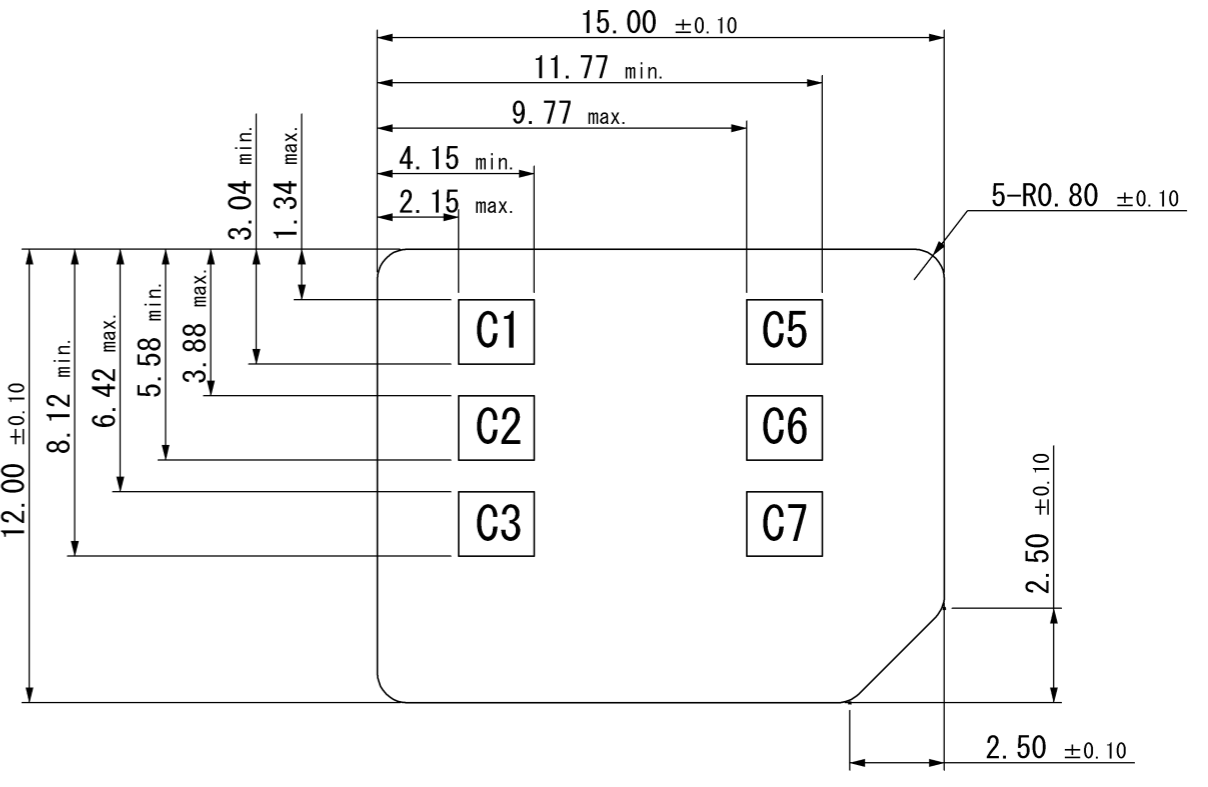 15.00 ±0.10
11.77 min.
9.77 max.
4.15 min.
2.15 max.
3.04 min.
1.34 max.
5-R0.80 ±0.10
12.00 ±0.10
8.12 min.
6.42 max.
5.58 min.
3.88 max.
C1
C5
C2
C6
C3
C7
2.50 ±0.10
2.50 ±0.10